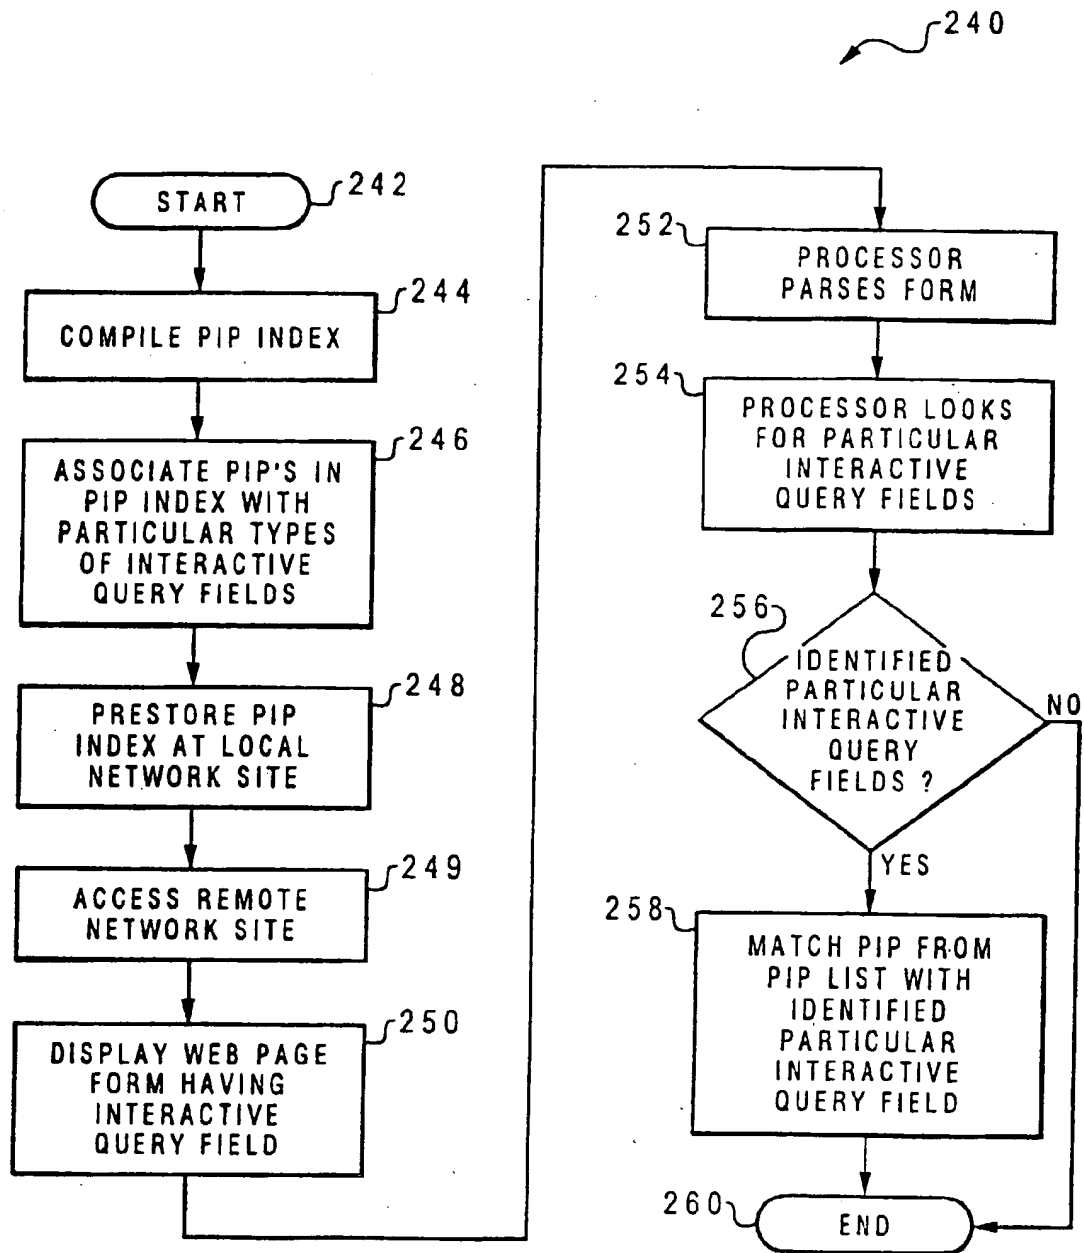 240
START
242
COMPILE PIP INDEX
244
ASSOCIATE PIP'S IN
PIP INDEX WITH
PARTICULAR TYPES
OF INTERACTIVE
QUERY FIELDS
246
PRESTORE PIP
INDEX AT LOCAL
NETWORK SITE
248
ACCESS REMOTE
NETWORK SITE
249
DISPLAY WEB PAGE
FORM HAVING
INTERACTIVE
QUERY FIELD
250
252
PROCESSOR
PARSES FORM
254
PROCESSOR LOOKS
FOR PARTICULAR
INTERACTIVE
QUERY FIELDS
256
IDENTIFIED
PARTICULAR
INTERACTIVE
QUERY
FIELDS ?
NO
YES
258
MATCH PIP FROM
PIP LIST WITH
IDENTIFIED
PARTICULAR
INTERACTIVE
QUERY FIELD
260
END